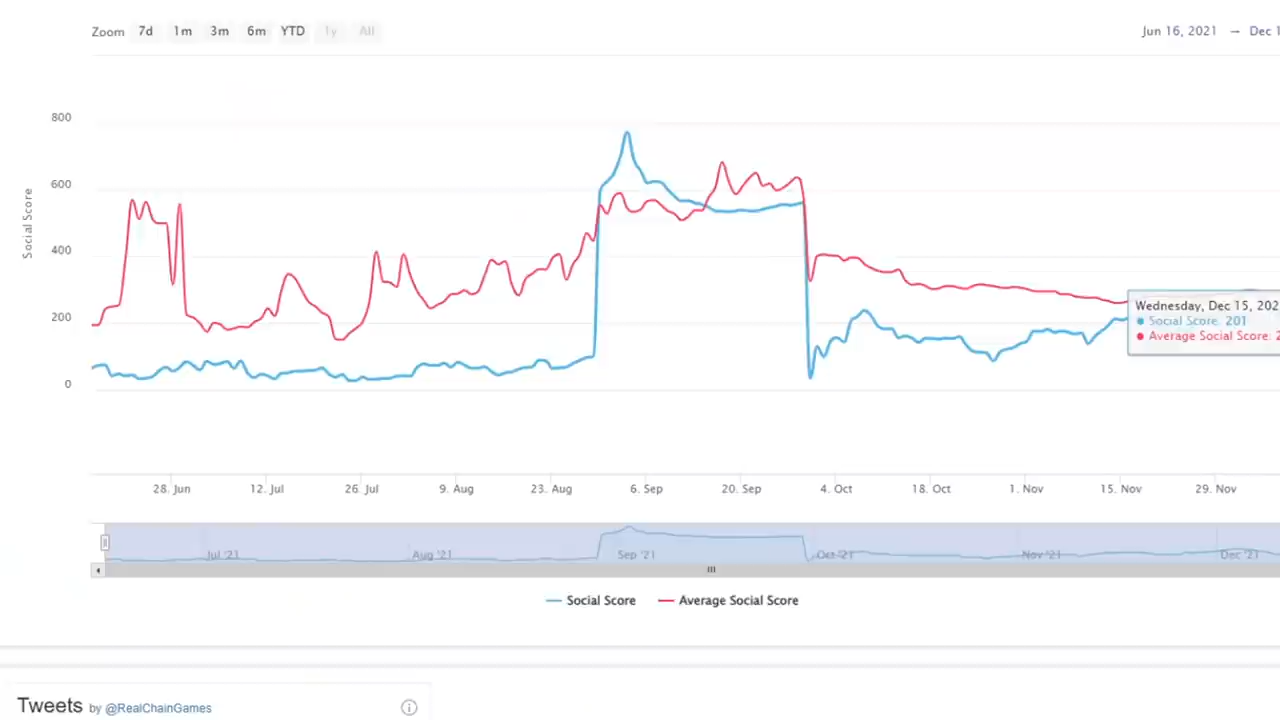 Zoom 7d 1m 3m 6m YTD 1y All
Jun 16, 2021 → Dec 1
800
600
400
200
0
Social Score
Wednesday, Dec 15, 202
Social Score: 201
Average Social Score: 2
28. Jun 12. Jul 26. Jul 9. Aug 23. Aug 6. Sep 20. Sep 4. Oct 18. Oct 1. Nov 15. Nov 29. Nov
Jul '21 Aug '21 Sep '21 Oct '21 Nov '21 Dec '21
Social Score Average Social Score
Tweets by @RealChainGames